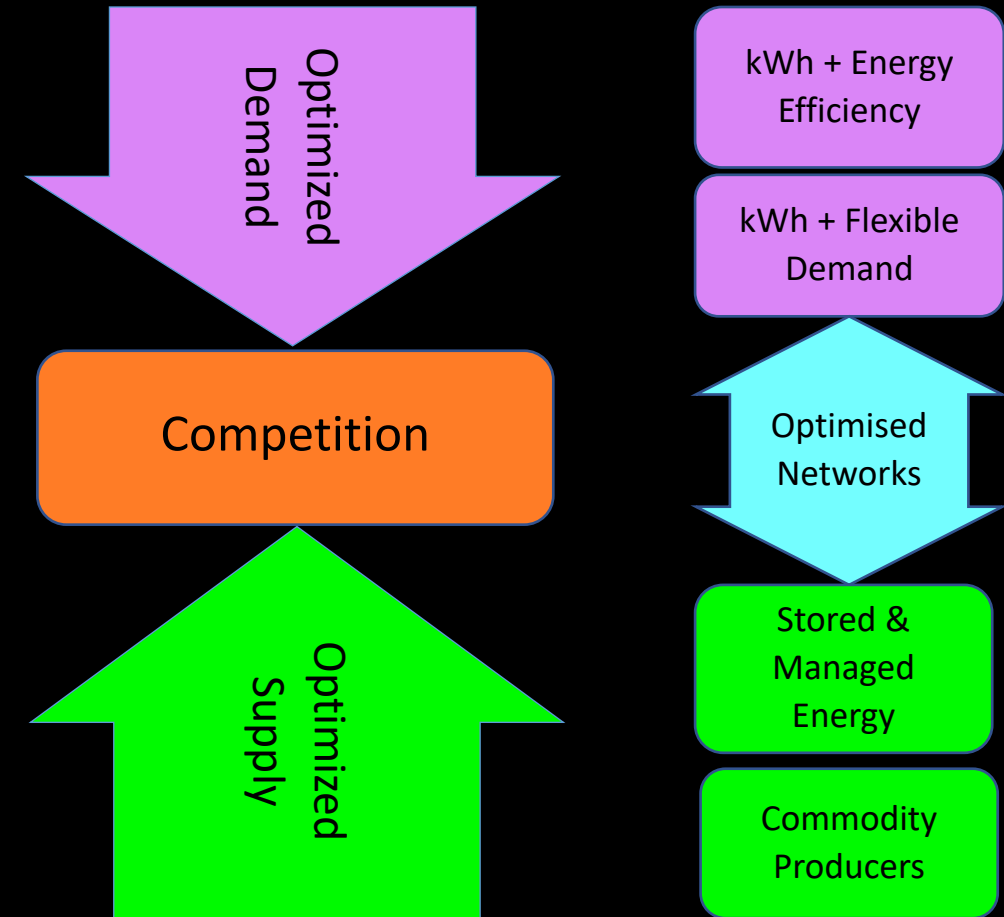 Optimized
Demand
Competition
Optimized
Supply
kWh + Energy
Efficiency
kWh + Flexible
Demand
Optimised
Networks
Stored &
Managed
Energy
Commodity
Producers